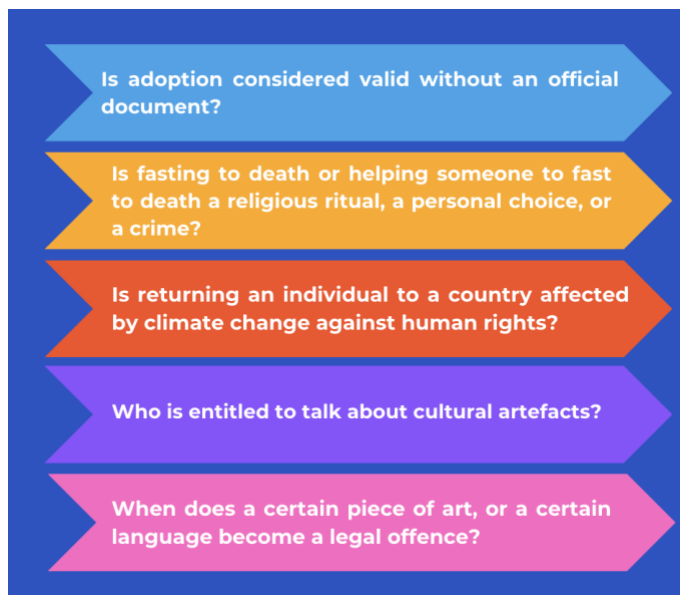 Is adoption considered valid without an official
document?
Is fasting to death or helping someone to fast
to death a religious ritual, a personal choice, or
a crime?
Is returning an individual to a country affected
by climate change against human rights?
Who is entitled to talk about cultural artefacts?
When does a certain piece of art, or a certain
language become a legal offence?